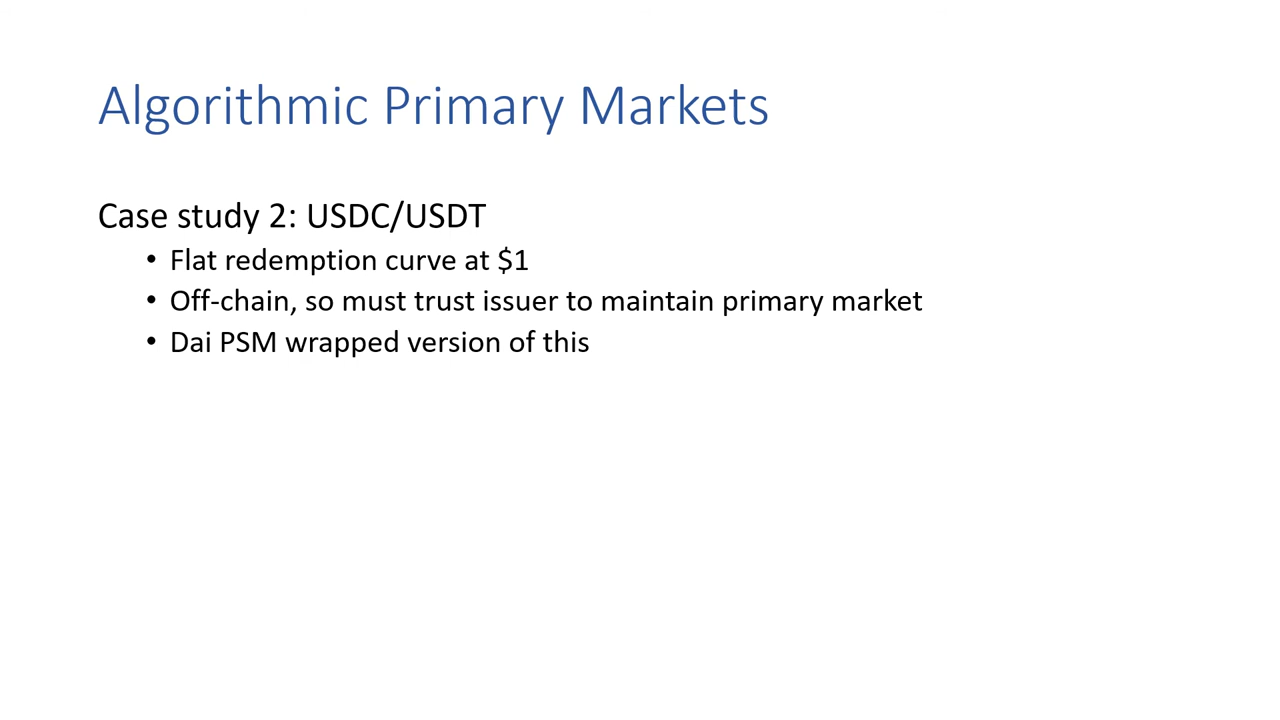 Algorithmic Primary Markets
Case study 2: USDC/USDT
• Flat redemption curve at $1
• Off-chain, so must trust issuer to maintain primary market
• Dai PSM wrapped version of this